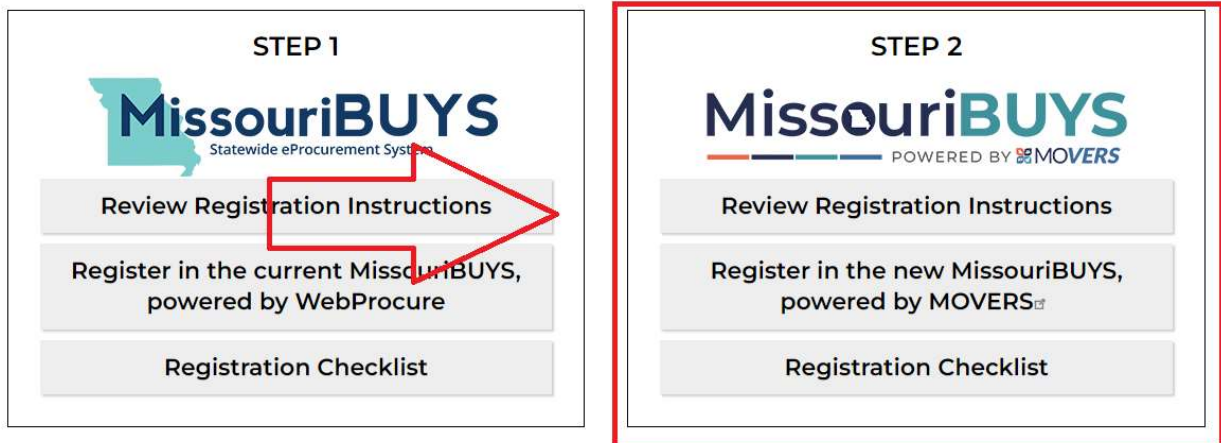 STEP 1
MissouriBUYS
Statewide eProcurement System
Review Registration Instructions
Register in the current MissouriBUYS,
powered by WebProcure
Registration Checklist
STEP 2
MissouriBUYS
POWERED BY MOVERS
Review Registration Instructions
Register in the new MissouriBUYS,
powered by MOVERS
Registration Checklist